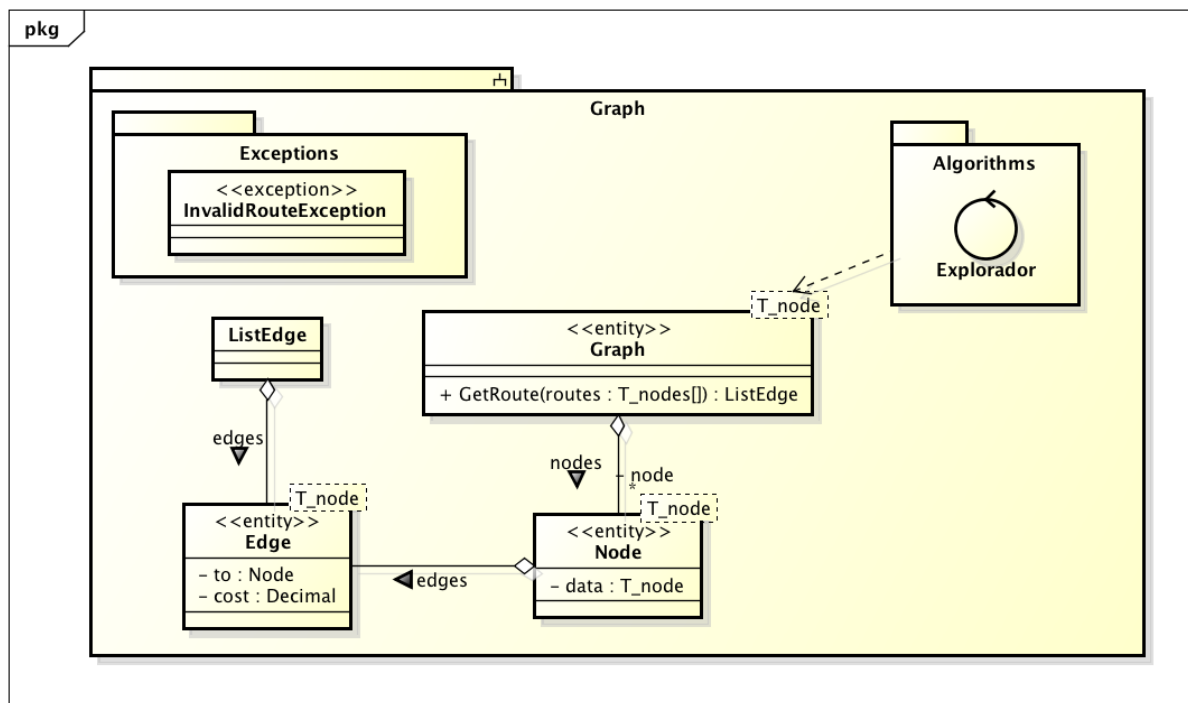 pkg
Graph
Exceptions
<<exception>>
InvalidRouteException
Algorithms
Explorador
T_node
<<entity>>
Graph
+ GetRoute(routes : T_nodes[]) : ListEdge
ListEdge
edges
nodes
- node
*
T_node
<<entity>>
Edge
- to : Node
- cost : Decimal
edges
T_node
<<entity>>
Node
- data : T_node